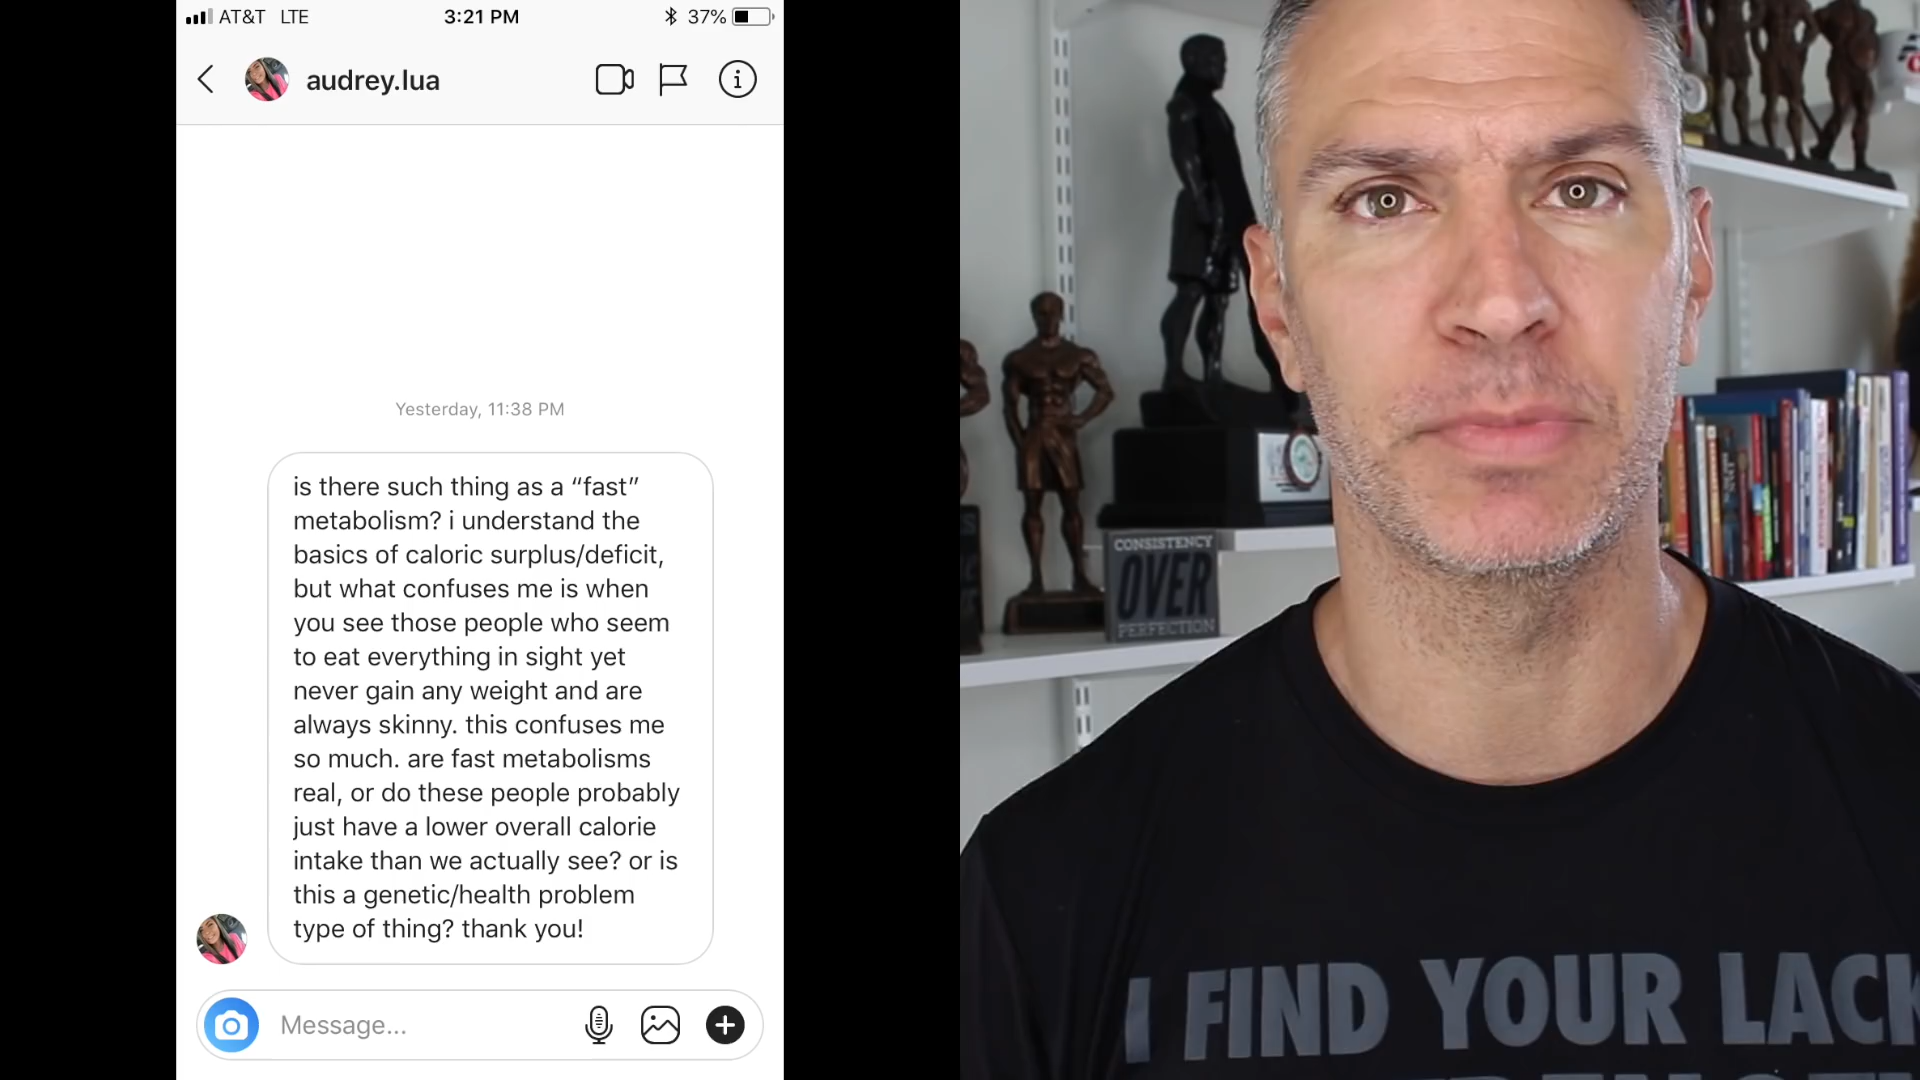 AT&T LTE 3:21 PM 37%
audrey.lua
Yesterday, 11:38 PM
is there such thing as a “fast”
metabolism? i understand the
basics of caloric surplus/deficit,
but what confuses me is when
you see those people who seem
to eat everything in sight yet
never gain any weight and are
always skinny. this confuses me
so much. are fast metabolisms
real, or do these people probably
just have a lower overall calorie
intake than we actually see? or is
this a genetic/health problem
type of thing? thank you!
Message...
CONSISTENCY
OVER
PERFECTION
I FIND YOUR LACK